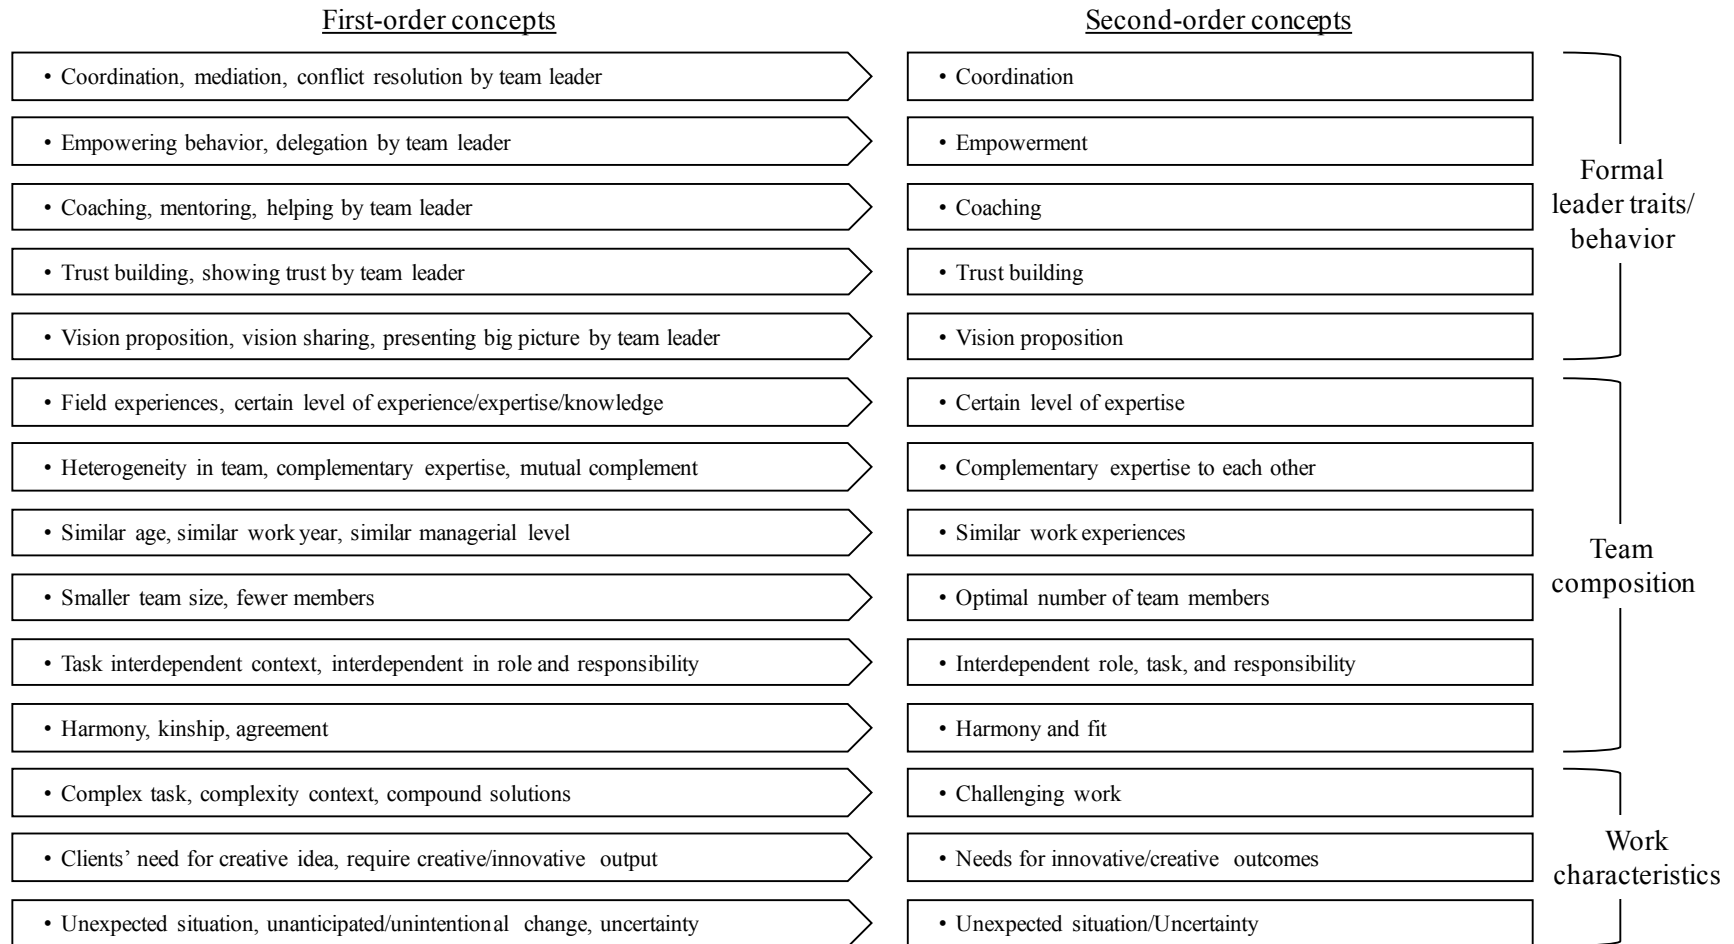 First-order concepts
Second-order concepts
• Coordination, mediation, conflict resolution by team leader
• Coordination
• Empowering behavior, delegation by team leader
• Empowerment
• Coaching, mentoring, helping by team leader
• Coaching
• Trust building, showing trust by team leader
• Trust building
• Vision proposition, vision sharing, presenting big picture by team leader
• Vision proposition
Formal
leader traits/
behavior
• Field experiences, certain level of experience/expertise/knowledge
• Certain level of expertise
• Heterogeneity in team, complementary expertise, mutual complement
• Complementary expertise to each other
• Similar age, similar work year, similar managerial level
• Similar work experiences
• Smaller team size, fewer members
• Optimal number of team members
• Task interdependent context, interdependent in role and responsibility
• Interdependent role, task, and responsibility
• Harmony, kinship, agreement
• Harmony and fit
Team
composition
• Complex task, complexity context, compound solutions
• Challenging work
• Clients’ need for creative idea, require creative/innovative output
• Needs for innovative/creative outcomes
• Unexpected situation, unanticipated/unintentional change, uncertainty
• Unexpected situation/Uncertainty
Work
characteristics